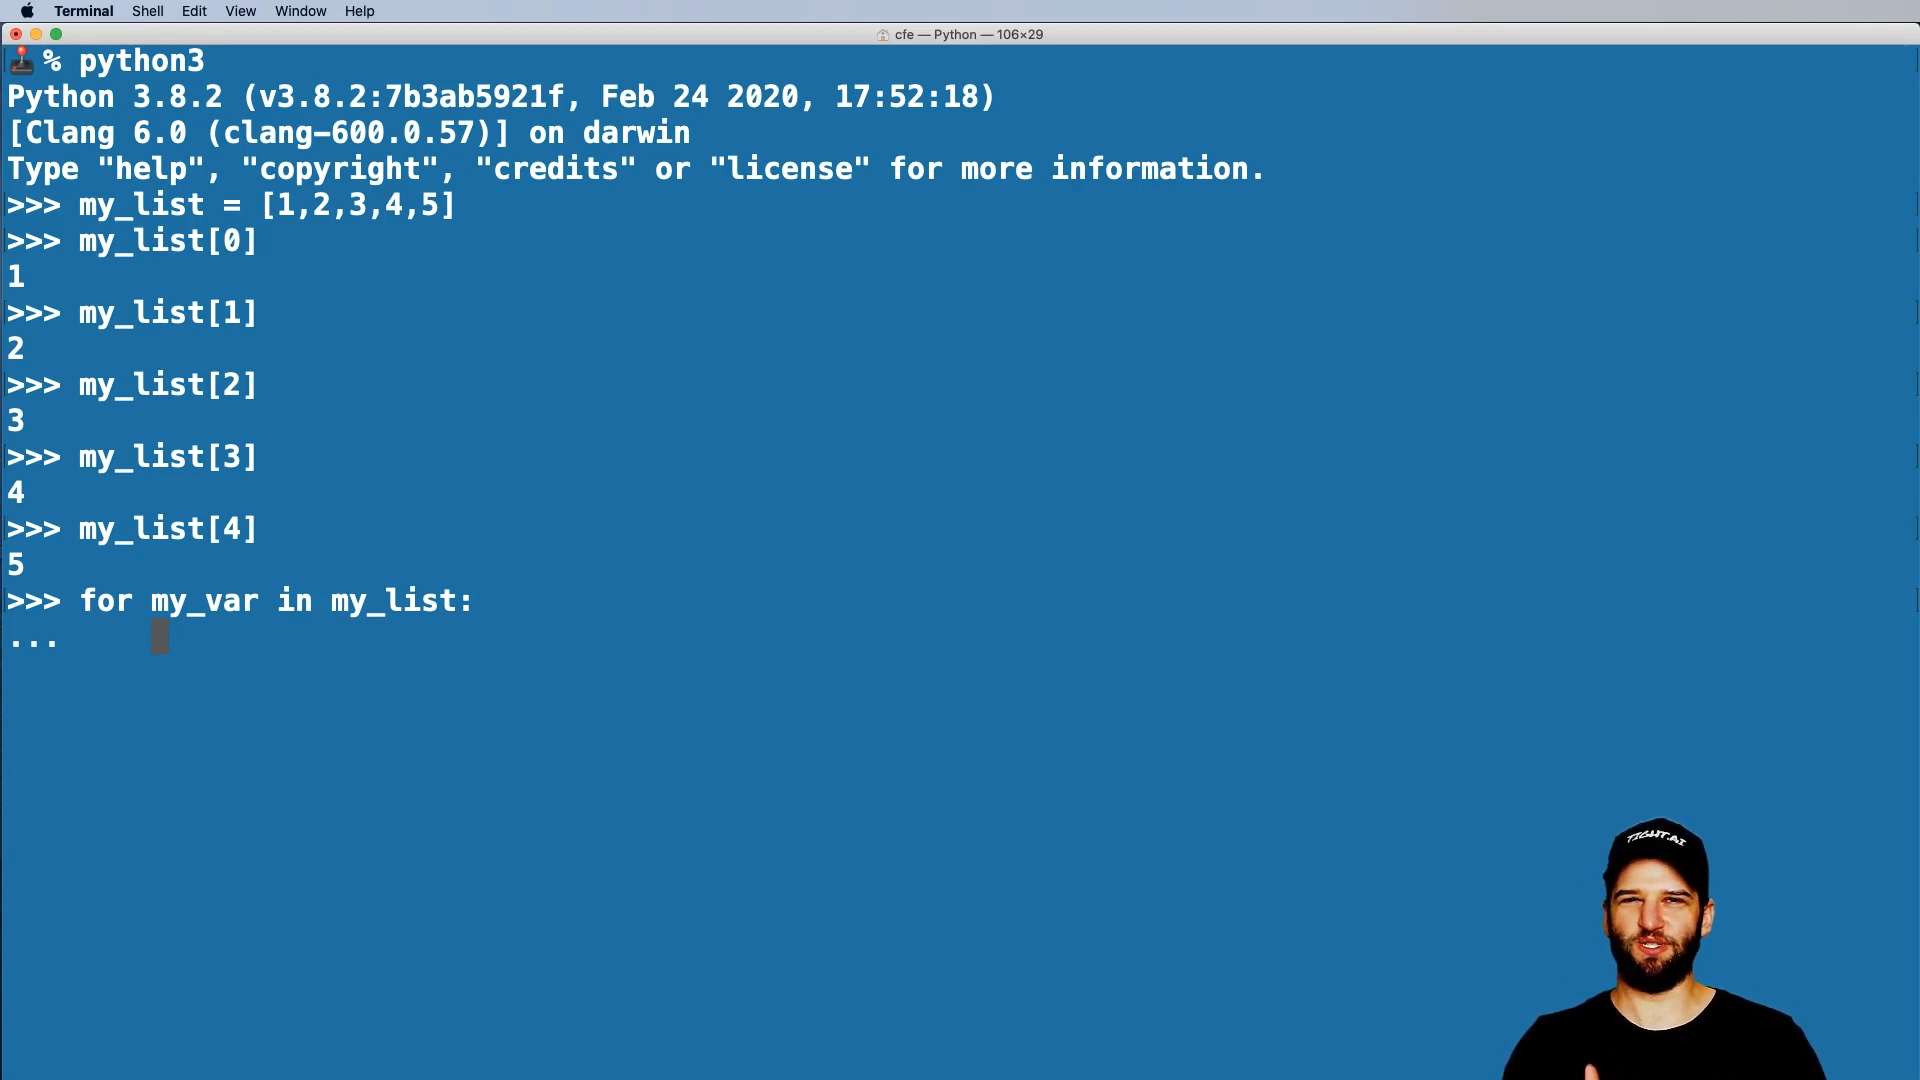 Terminal Shell Edit View Window Help
cfe — Python — 106×29
% python3
Python 3.8.2 (v3.8.2:7b3ab5921f, Feb 24 2020, 17:52:18)
[Clang 6.0 (clang-600.0.57)] on darwin
Type "help", "copyright", "credits" or "license" for more information.
>>> my_list = [1,2,3,4,5]
>>> my_list[0]
1
>>> my_list[1]
2
>>> my_list[2]
3
>>> my_list[3]
4
>>> my_list[4]
5
>>> for my_var in my_list:
...
TIGHT.AI